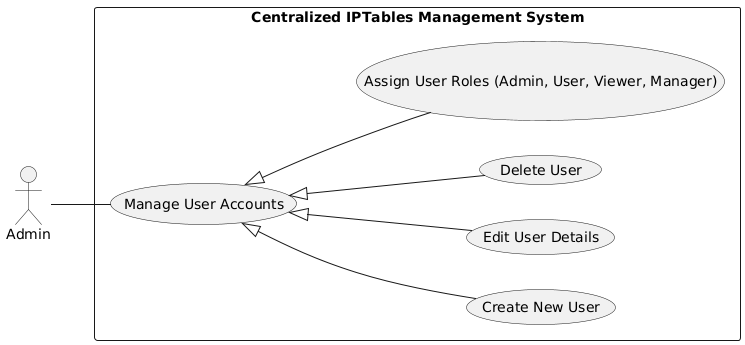 Centralized IPTables Management System
Assign User Roles (Admin, User, Viewer, Manager)
Delete User
Manage User Accounts
Admin
Edit User Details
Create New User